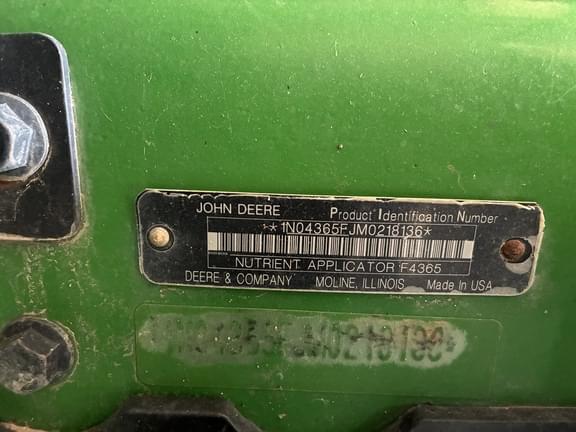 JOHN DEERE Product Identification Number
*1N04365FJM0218136*
NUTRIENT APPLICATOR F4365
DEERE & COMPANY MOLINE, ILLINOIS Made In USA